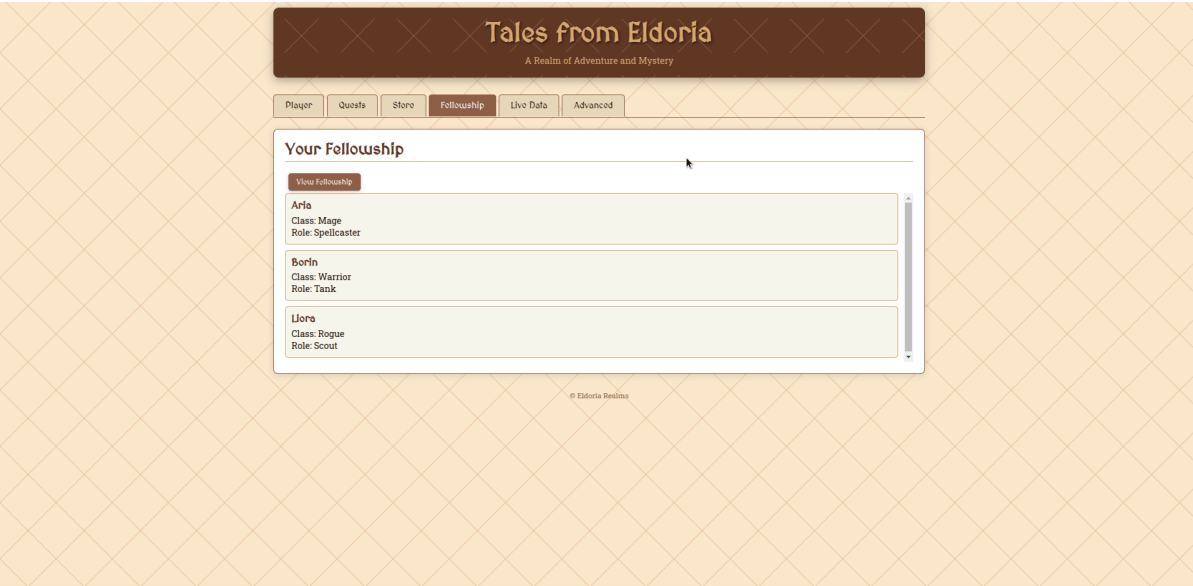 Tales from Eldoria
A Realm of Adventure and Mystery
Player Quests Store Fellowship Live Data Advanced
Your Fellowship
View Fellowship
Aria
Class: Mage
Role: Spellcaster
Borin
Class: Warrior
Role: Tank
Llora
Class: Rogue
Role: Scout
© Eldoria Realms